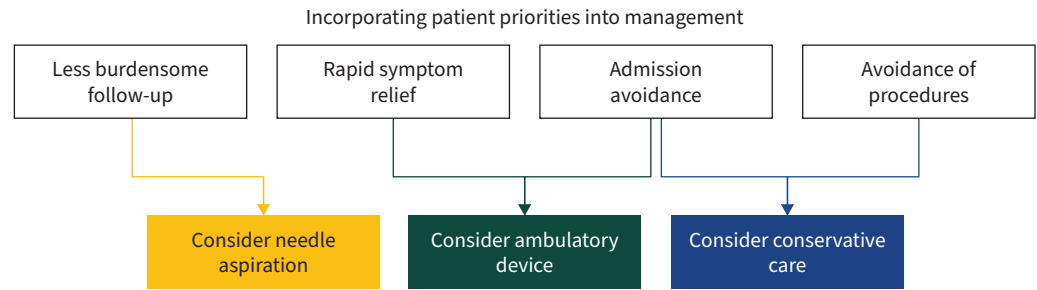 Incorporating patient priorities into management
Less burdensome
follow-up
Rapid symptom
relief
Admission
avoidance
Avoidance of
procedures
Consider needle
aspiration
Consider ambulatory
device
Consider conservative
care